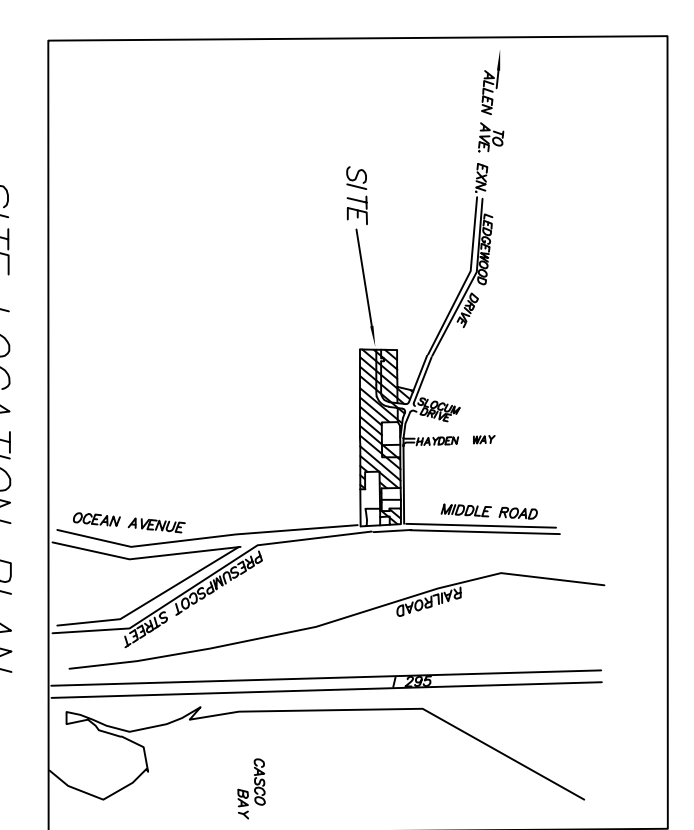 TO
ALLEN AVE. EXN.
LEDGEWOOD DRIVE
SITE
SLOCUM
DRIVE
HAYDEN WAY
OCEAN AVENUE
MIDDLE ROAD
PRESUMPSCOT STREET
RAILROAD
I 295
CASCO
BAY
SITE LOCATION PLAN